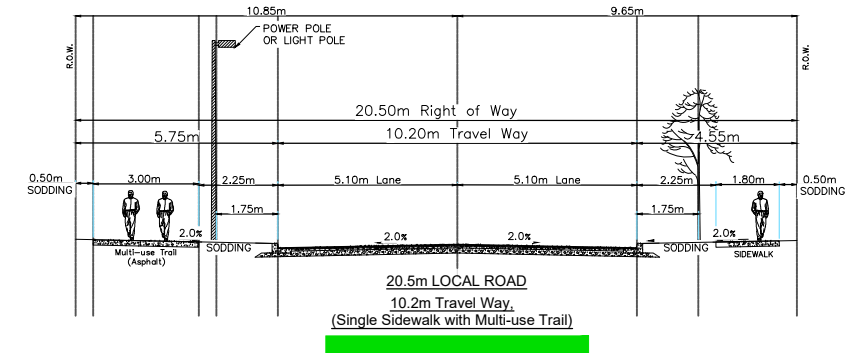 10.85m 9.65m
POWER POLE
OR LIGHT POLE
R.O.W. R.O.W.
20.50m Right of Way
5.75m 10.20m Travel Way 4.55m
0.50m 3.00m 2.25m 5.10m Lane 5.10m Lane 2.25m 1.80m 0.50m
SODDING SODDING
1.75m 1.75m
2.0% 2.0% 2.0% 2.0%
Multi-use Trail SODDING SODDING SIDEWALK
(Asphalt)
20.5m LOCAL ROAD
10.2m Travel Way,
(Single Sidewalk with Multi-use Trail)